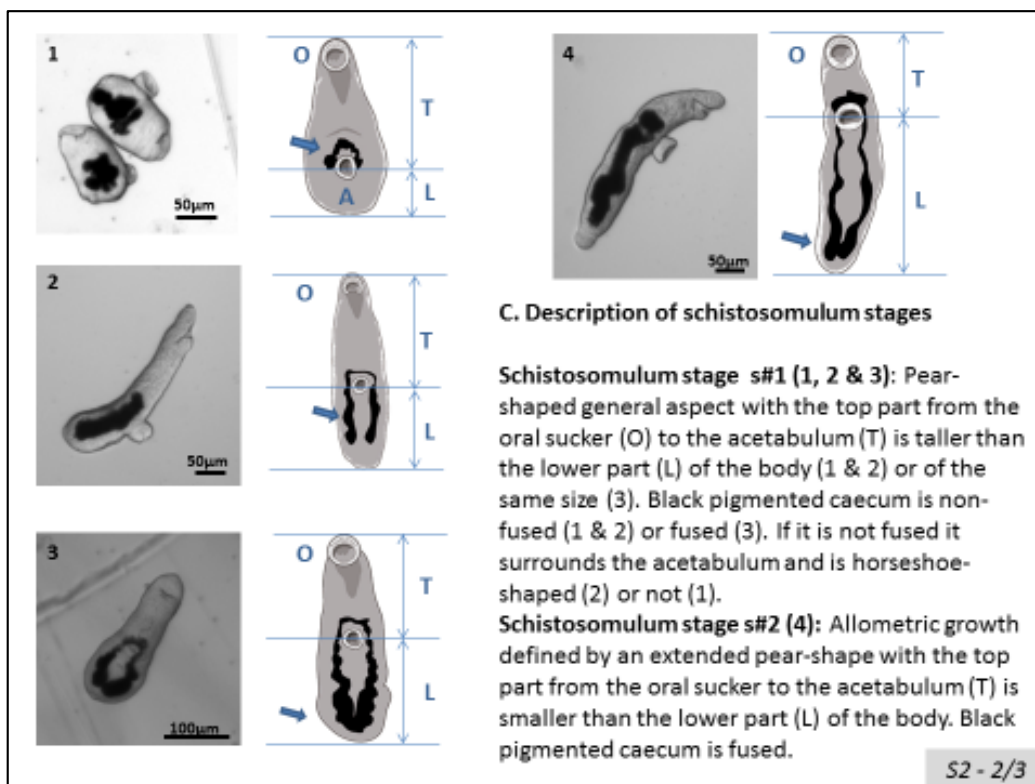 1
O
T
A
L
50µm
2
O
T
L
50µm
3
O
T
L
100µm
4
O
T
L
50µm
C. Description of schistosomulum stages
Schistosomulum stage s#1 (1, 2 & 3): Pear-
shaped general aspect with the top part from the
oral sucker (O) to the acetabulum (T) is taller than
the lower part (L) of the body (1 & 2) or of the
same size (3). Black pigmented caecum is non-
fused (1 & 2) or fused (3). If it is not fused it
surrounds the acetabulum and is horseshoe-
shaped (2) or not (1).
Schistosomulum stage s#2 (4): Allometric growth
defined by an extended pear-shape with the top
part from the oral sucker to the acetabulum (T) is
smaller than the lower part (L) of the body. Black
pigmented caecum is fused.
S2 - 2/3